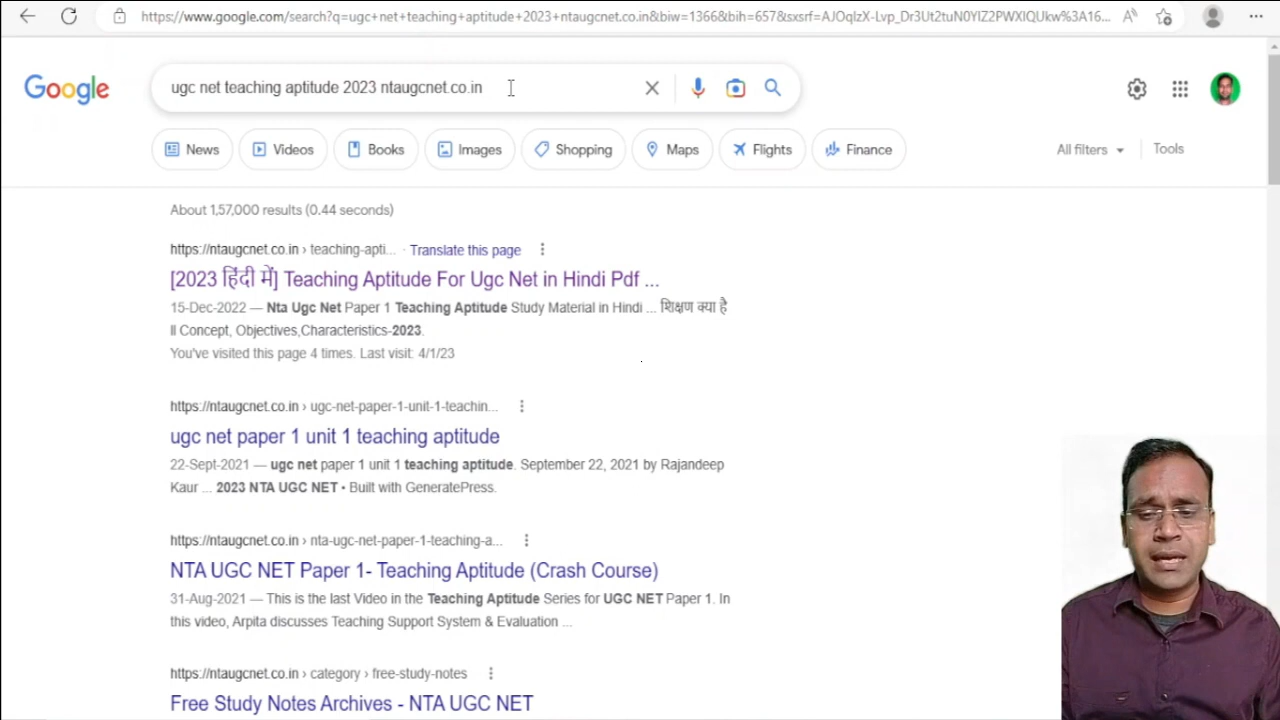 https://www.google.com/search?q=ugc+net+teaching+aptitude+2023+ntaugcnet.co.in&biw=1366&bih=657&sxsrf=AJOqlzX-Lvp_Dr3Ut2tuN0YIZ2PWXIQUkw%3A16...
Google
ugc net teaching aptitude 2023 ntaugcnet.co.in
News Videos Books Images Shopping Maps Flights Finance All filters Tools
About 1,57,000 results (0.44 seconds)
https://ntaugcnet.co.in › teaching-apti... · Translate this page
[2023 हिंदी में] Teaching Aptitude For Ugc Net in Hindi Pdf ...
15-Dec-2022 — Nta Ugc Net Paper 1 Teaching Aptitude Study Material in Hindi ... शिक्षण क्या है
II Concept, Objectives,Characteristics-2023.
You've visited this page 4 times. Last visit: 4/1/23
https://ntaugcnet.co.in › ugc-net-paper-1-unit-1-teachin...
ugc net paper 1 unit 1 teaching aptitude
22-Sept-2021 — ugc net paper 1 unit 1 teaching aptitude. September 22, 2021 by Rajandeep
Kaur ... 2023 NTA UGC NET • Built with GeneratePress.
https://ntaugcnet.co.in › nta-ugc-net-paper-1-teaching-a...
NTA UGC NET Paper 1- Teaching Aptitude (Crash Course)
31-Aug-2021 — This is the last Video in the Teaching Aptitude Series for UGC NET Paper 1. In
this video, Arpita discusses Teaching Support System & Evaluation ...
https://ntaugcnet.co.in › category › free-study-notes
Free Study Notes Archives - NTA UGC NET